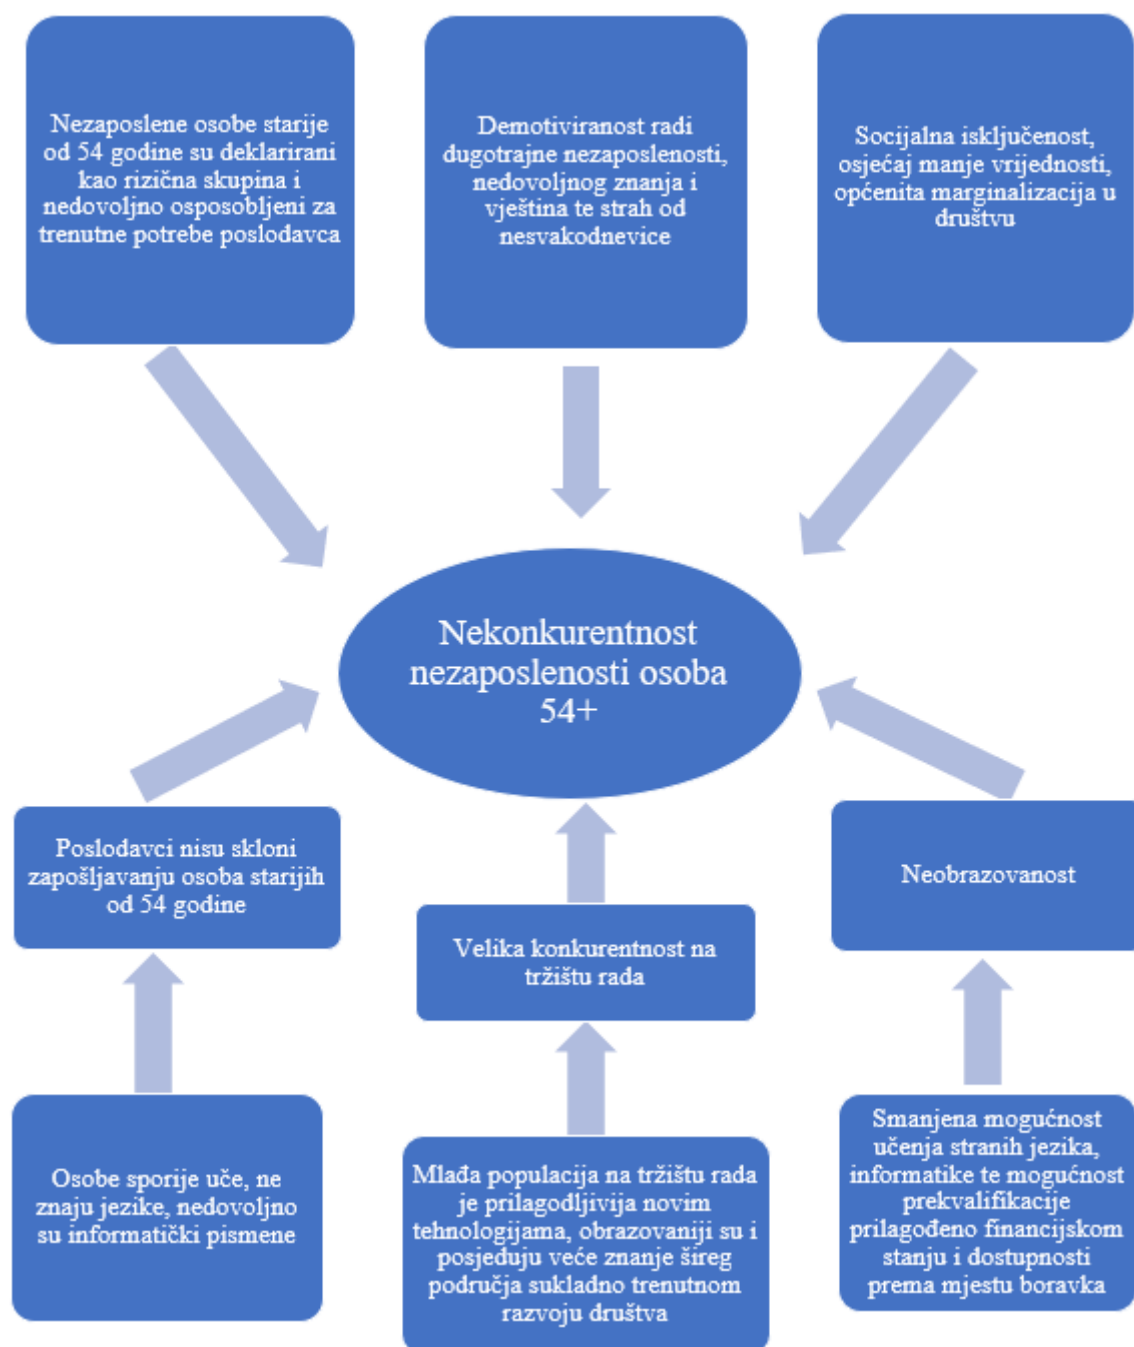 Nezaposlene osobe starije
od 54 godine su deklarirani
kao rizična skupina i
nedovoljno osposobljeni za
trenutne potrebe poslodavca
Demotiviranost radi
dugotrajne nezaposlenosti,
nedovoljnog znanja i
vještina te strah od
nesvakodnevice
Socijalna isključenost,
osjećaj manje vrijednosti,
općenita marginalizacija u
društvu
Nekonkurentnost
nezaposlenosti osoba
54+
Poslodavci nisu skloni
zapošljavanju osoba starijih
od 54 godine
Velika konkurentnost na
tržištu rada
Neobrazovanost
Osobe sporije uče, ne
znaju jezike, nedovoljno
su informatički pismene
Mlađa populacija na tržištu rada
je prilagodljivija novim
tehnologijama, obrazovaniji su i
posjeduju veće znanje šireg
područja sukladno trenutnom
razvoju društva
Smanjena mogućnost
učenja stranih jezika,
informatike te mogućnost
prekvalifikacije
prilagođeno financijskom
stanju i dostupnosti
prema mjestu boravka